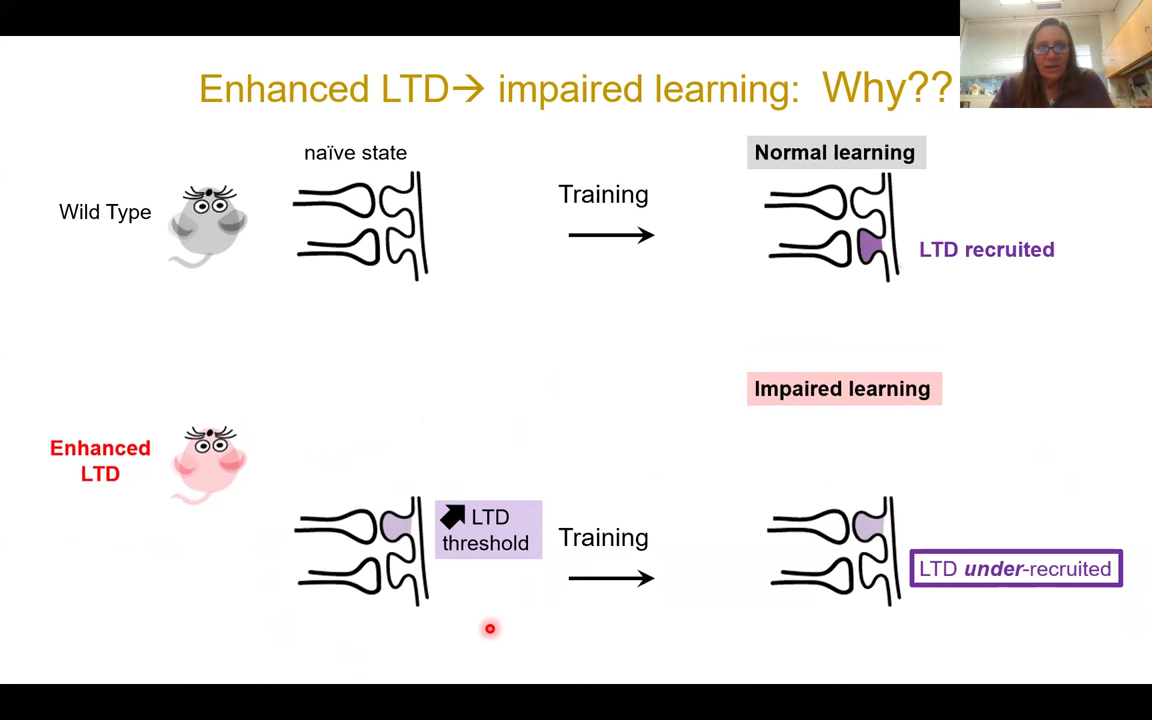 Enhanced LTD→ impaired learning: Why??
naïve state
Normal learning
Wild Type
Training
LTD recruited
Impaired learning
Enhanced
LTD
LTD
threshold
Training
LTD under-recruited